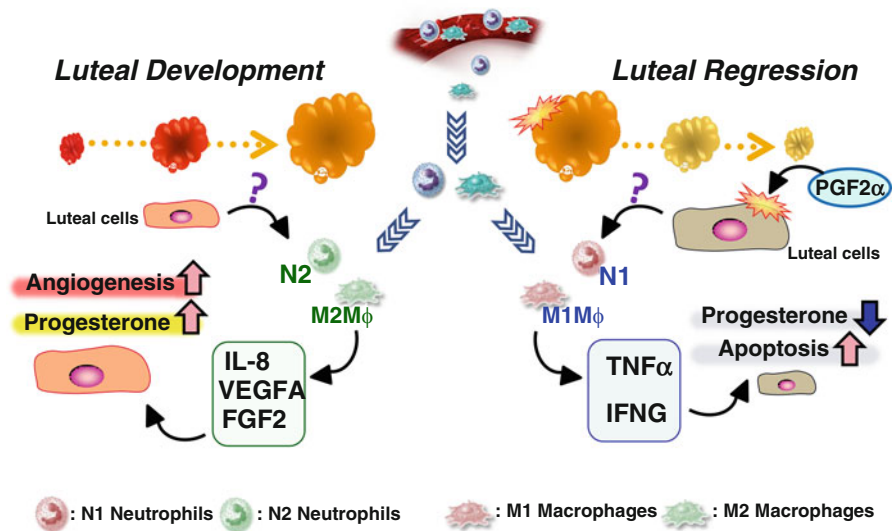 Luteal Development
Luteal Regression
?
?
PGF2α
Luteal cells
Luteal cells
N2
N1
M2Mϕ
M1Mϕ
Angiogenesis
Progesterone
Progesterone
Apoptosis
IL-8
VEGFA
FGF2
TNFα
IFNG
: N1 Neutrophils : N2 Neutrophils : M1 Macrophages : M2 Macrophages